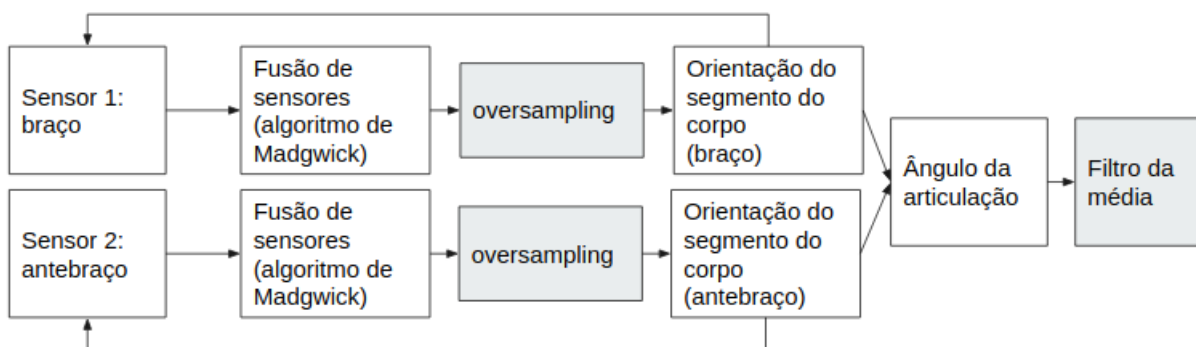 Sensor 1:
braço
Fusão de
sensores
(algoritmo de
Madgwick)
oversampling
Orientação do
segmento do
corpo
(braço)
Ângulo da
articulação
Filtro da
média
Sensor 2:
antebraço
Fusão de
sensores
(algoritmo de
Madgwick)
oversampling
Orientação do
segmento do
corpo
(antebraço)